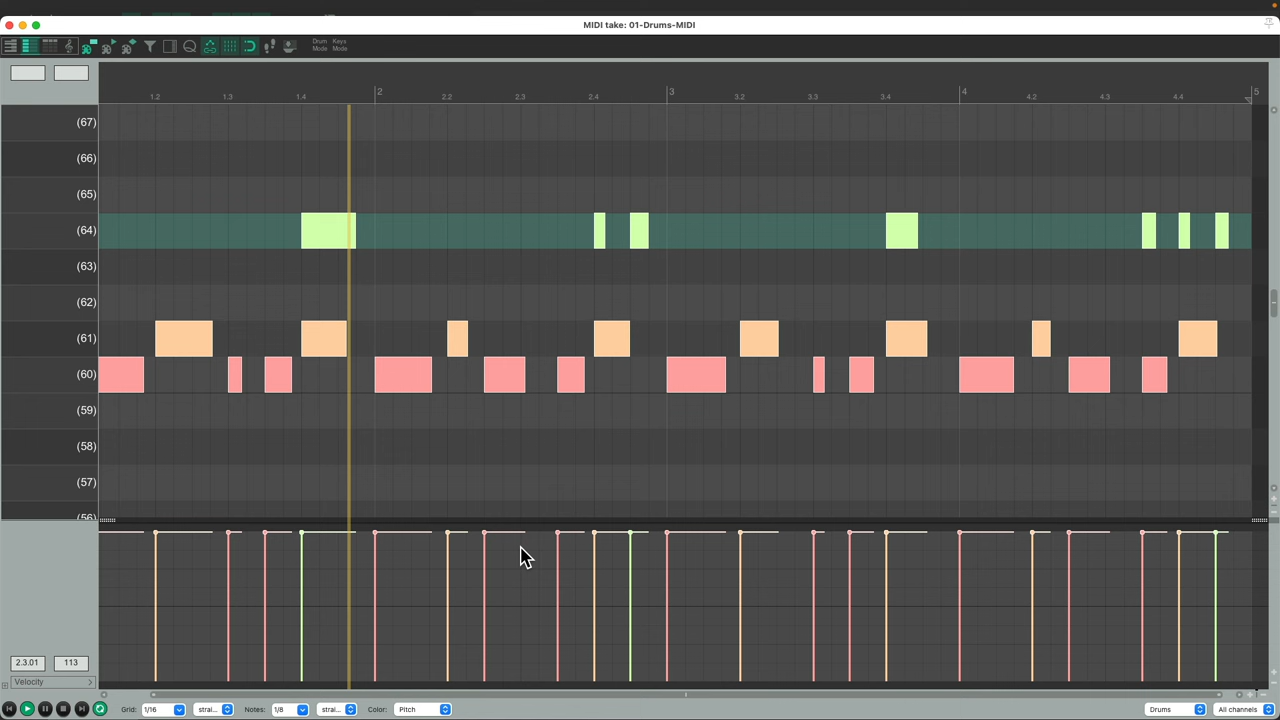 MIDI take: 01-Drums-MIDI
Drum Mode
Keys Mode
1.2 1.3 1.4 2 2.2 2.3 2.4 3 3.2 3.3 3.4 4 4.2 4.3 4.4 5
(67)
(66)
(65)
(64)
(63)
(62)
(61)
(60)
(59)
(58)
(57)
(56)
2.3.01 113
Velocity >
Grid: 1/16 strai... Notes: 1/8 strai... Color: Pitch Drums All channels